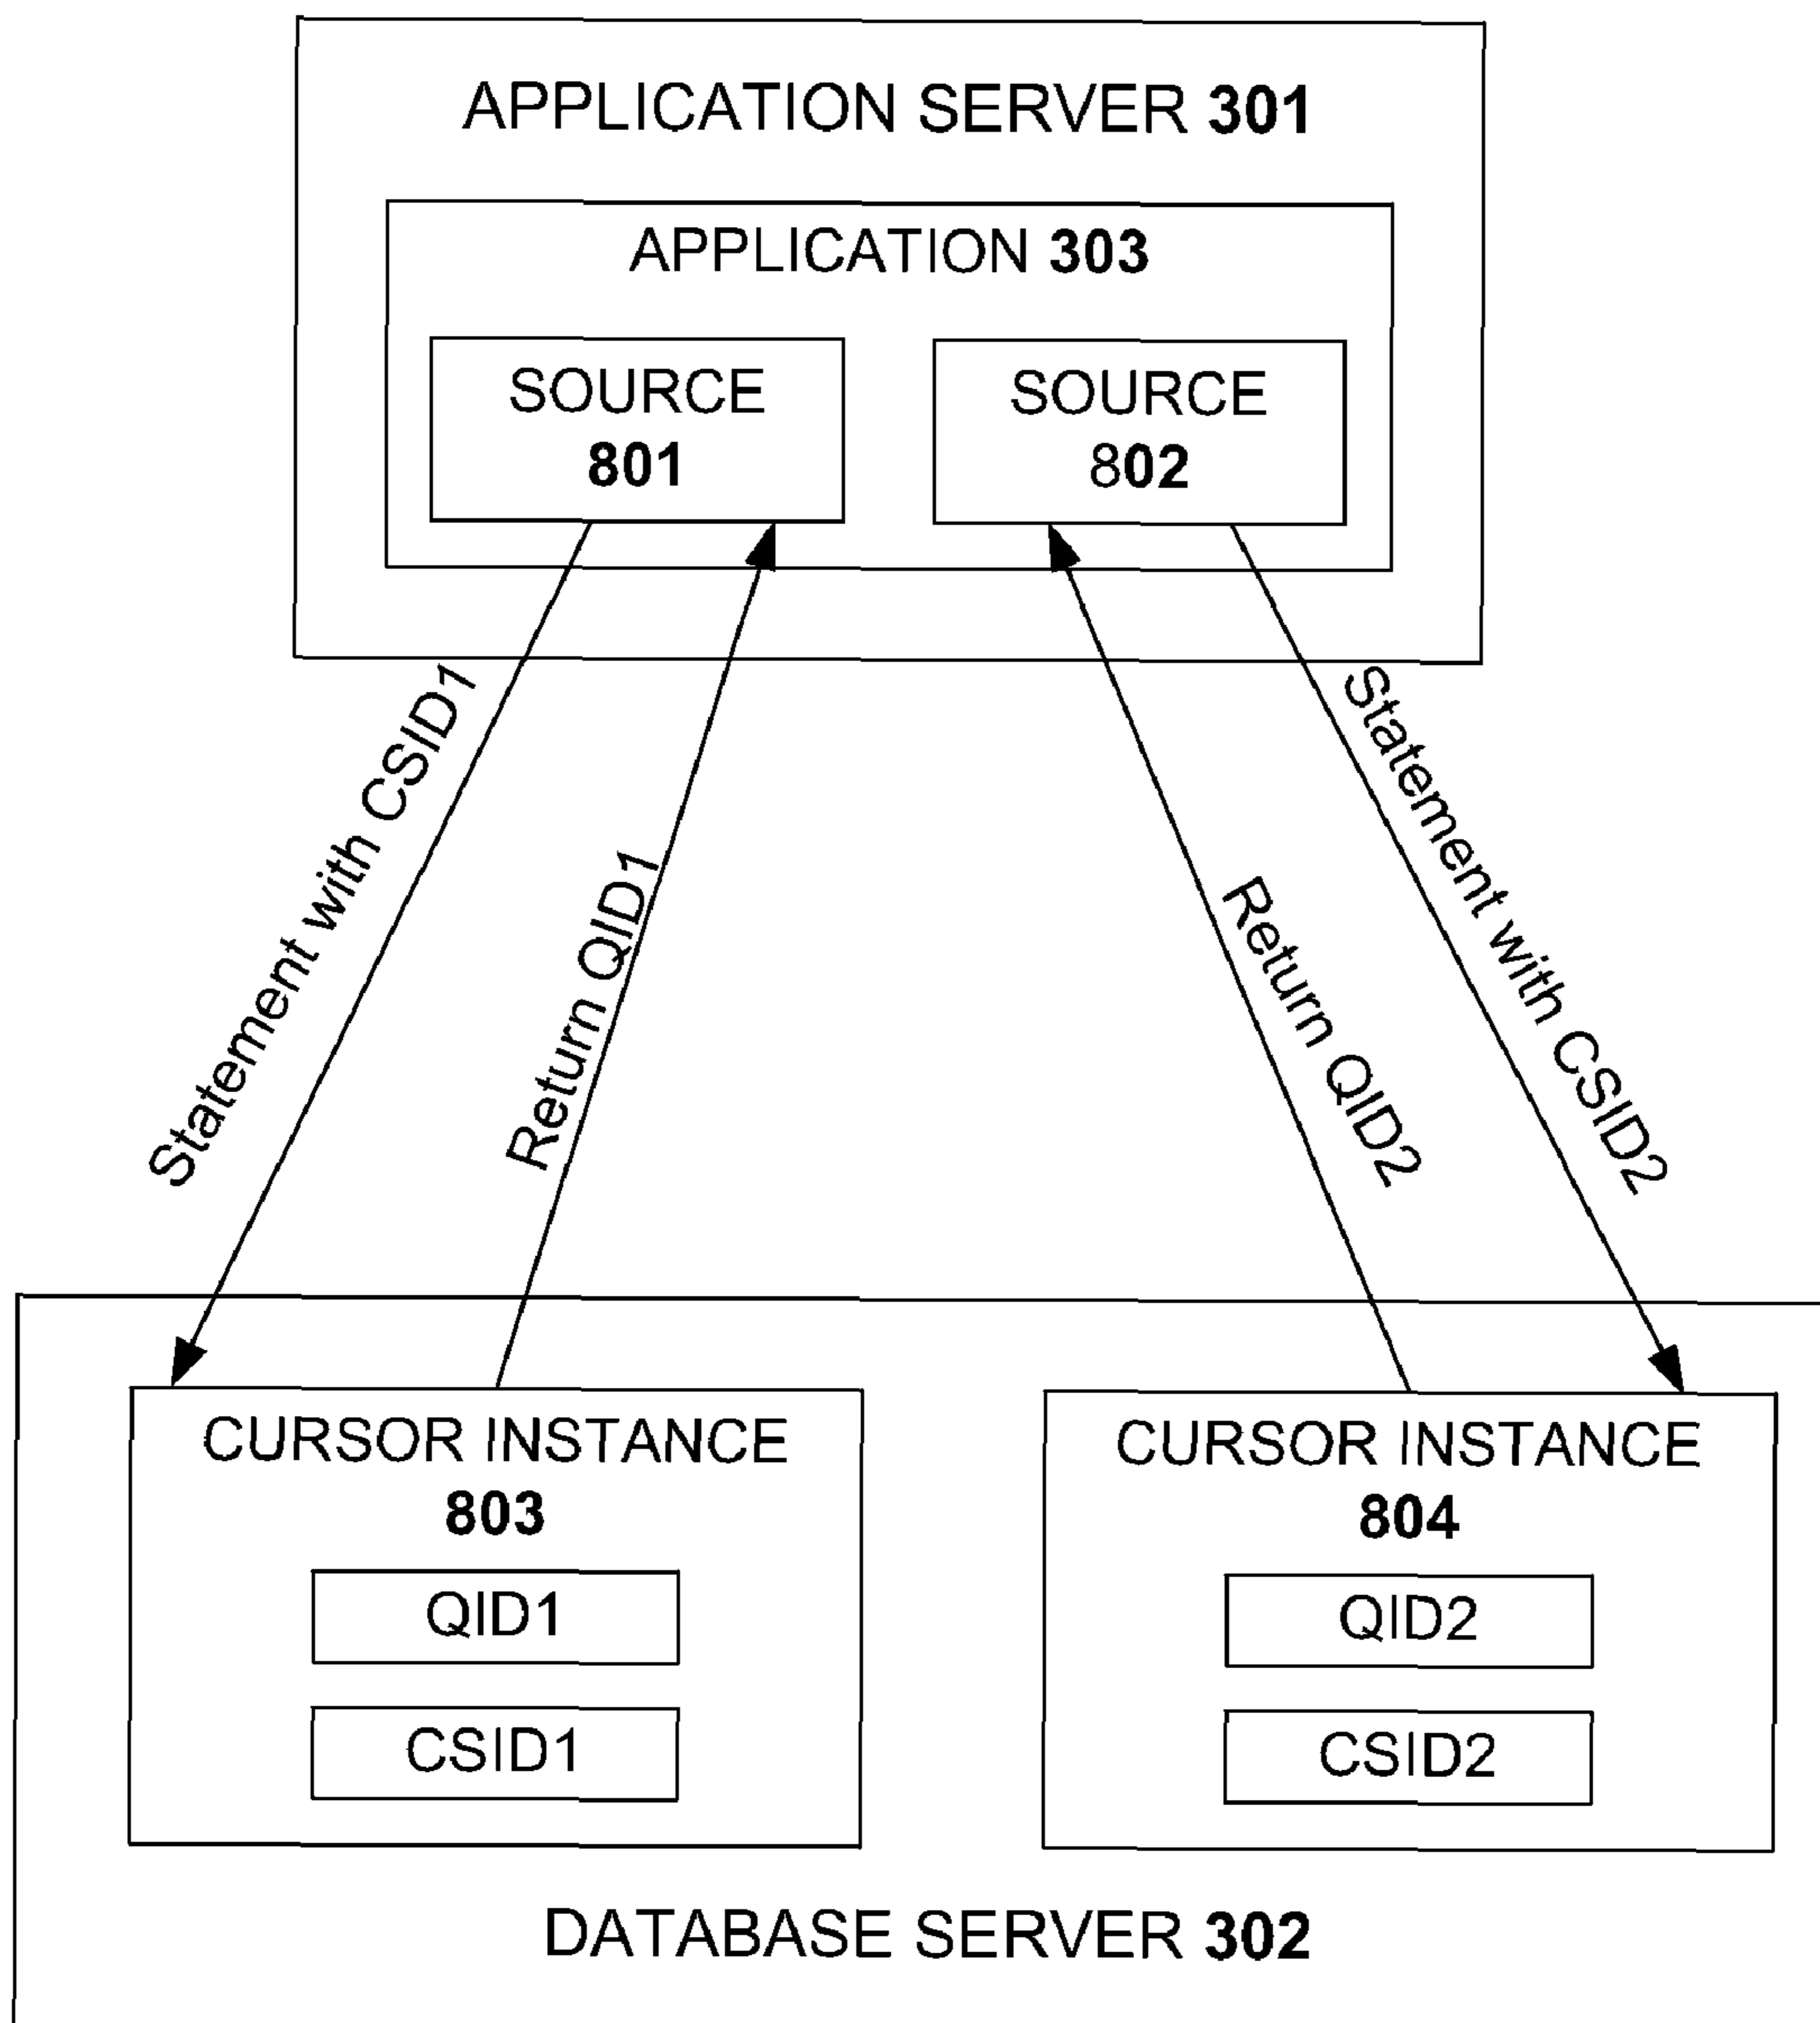 APPLICATION SERVER 301
APPLICATION 303
SOURCE
801
SOURCE
802
Statement with CSID1
Return QID1
Return QID2
Statement with CSID2
CURSOR INSTANCE
803
QID1
CSID1
CURSOR INSTANCE
804
QID2
CSID2
DATABASE SERVER 302